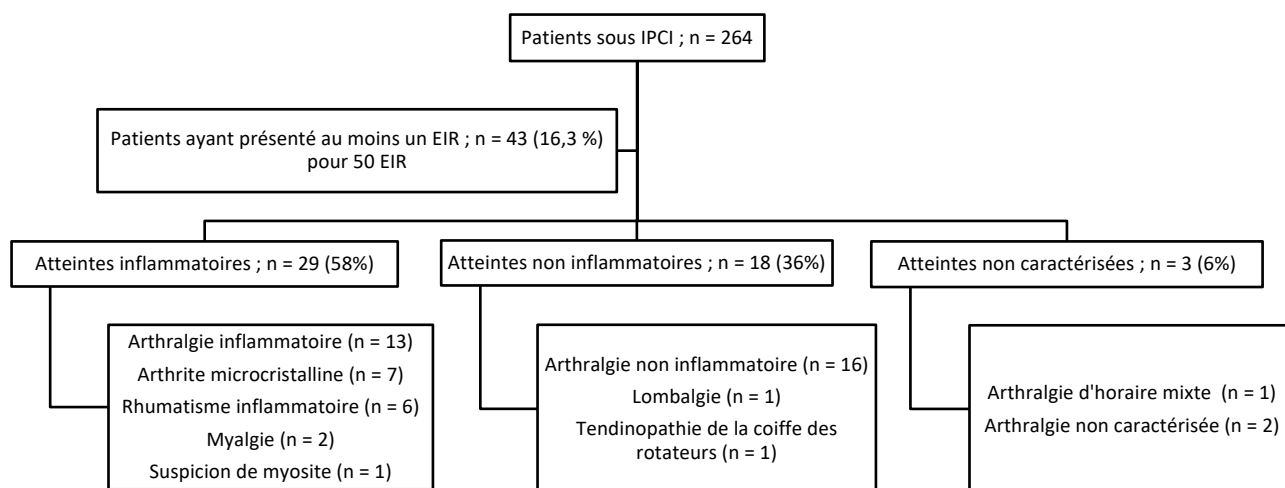 Patients sous IPCI ; n = 264
Patients ayant présenté au moins un EIR ; n = 43 (16,3 %)
pour 50 EIR
Atteintes inflammatoires ; n = 29 (58%)
Atteintes non inflammatoires ; n = 18 (36%)
Atteintes non caractérisées ; n = 3 (6%)
Arthralgie inflammatoire (n = 13)
Arthrite microcristalline (n = 7)
Rhumatisme inflammatoire (n = 6)
Myalgie (n = 2)
Suspicion de myosite (n = 1)
Arthralgie non inflammatoire (n = 16)
Lombalgie (n = 1)
Tendinopathie de la coiffe des
rotateurs (n = 1)
Arthralgie d'horaire mixte (n = 1)
Arthralgie non caractérisée (n = 2)